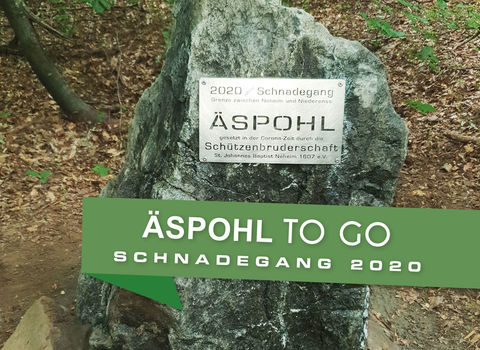 2020 / Schnadegang
Grenze zwischen Neheim und Niederense
ÄSPOHL
gesetzt in der Corona-Zeit durch die
Schützenbruderschaft
St. Johannes Baptist Neheim 1607 e.V.
ÄSPOHL TO GO
SCHNADEGANG 2020